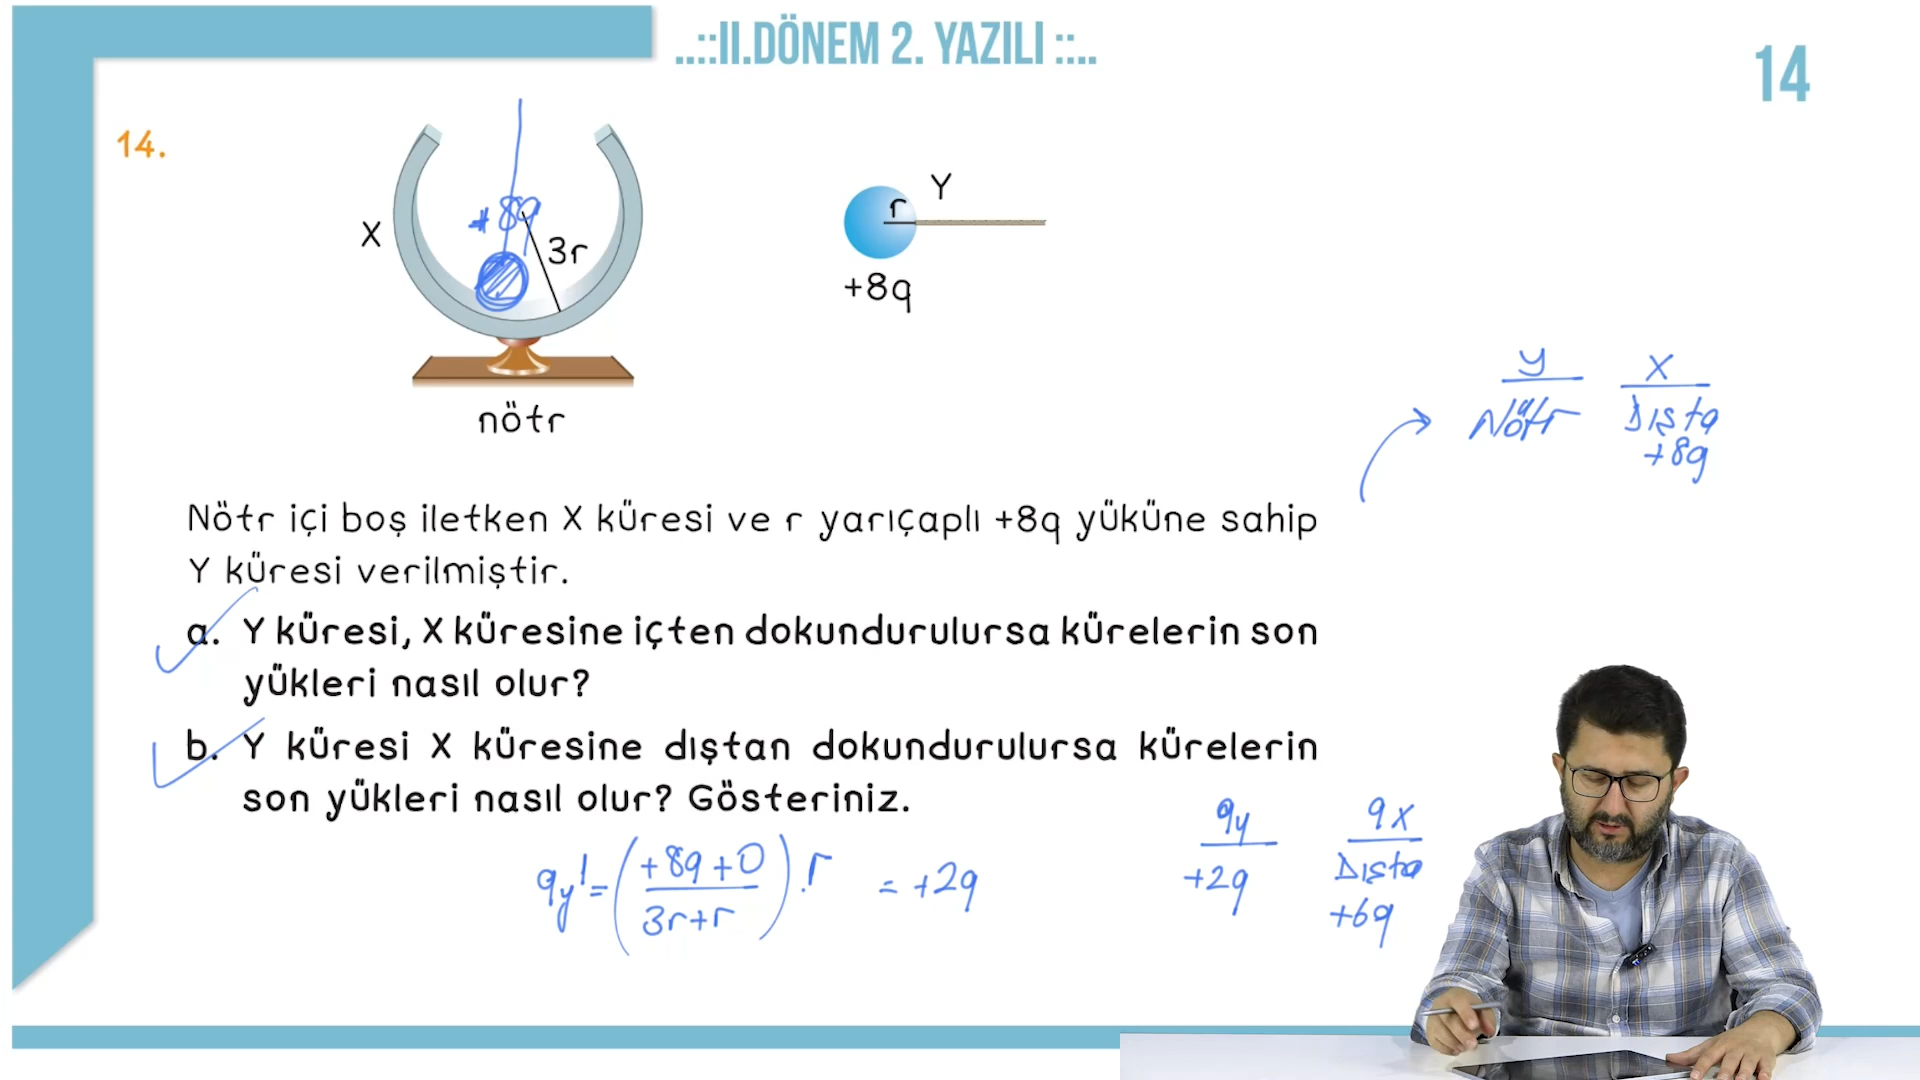 ..::II.DÖNEM 2. YAZILI ::..
14
14.
X
+8q
3r
nötr
r
Y
+8q
y
X
Nötr
Dışta
+8q
Nötr içi boş iletken X küresi ve r yarıçaplı +8q yüküne sahip
Y küresi verilmiştir.
a. Y küresi, X küresine içten dokundurulursa kürelerin son
yükleri nasıl olur?
b. Y küresi X küresine dıştan dokundurulursa kürelerin
son yükleri nasıl olur? Gösteriniz.
qy' = (+8q+0 / 3r+r) . r = +2q
qy
qx
+2q
Dışta
+6q